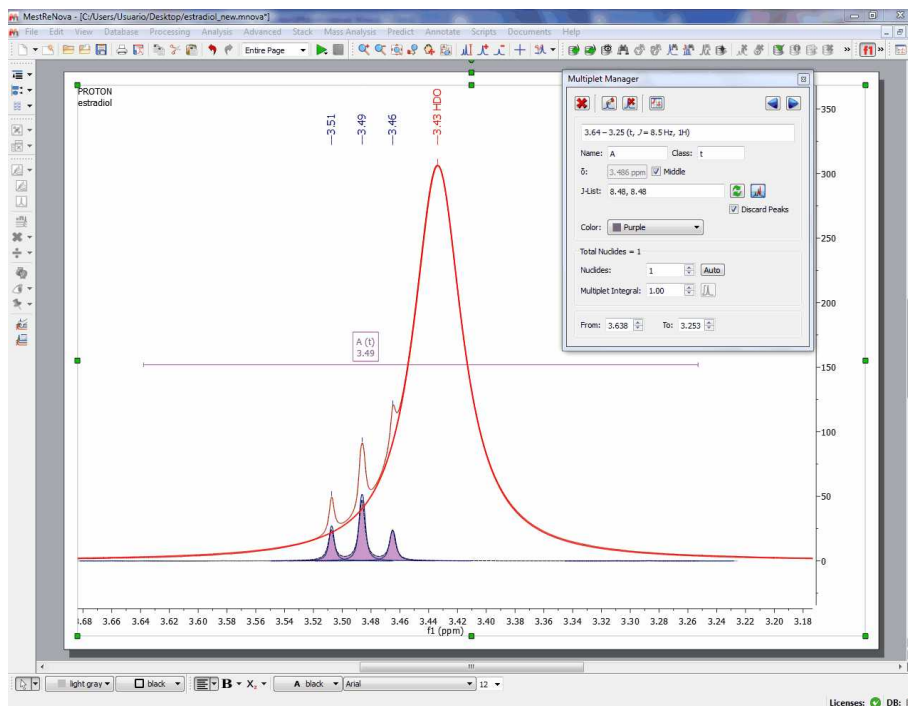 MestReNova - [C:/Users/Usuario/Desktop/estradiol_new.mnova*]
File Edit View Database Processing Analysis Prediction Stack Mass Analysis Predict Annotate Scripts Documents Help
Entire Page
f1
PROTON
estradiol
3.51
3.49
3.46
3.43 HDO
Multiplet Manager
3.64 – 3.25 (t, J = 8.5 Hz, 1H)
Name: A Class: t
δ: 3.486 ppm Middle
J-List: 8.48, 8.48
Discard Peaks
Color: Purple
Total Nuclides = 1
Nuclides: 1 Auto
Multiplet Integral: 1.00
From: 3.638 To: 3.253
A (t)
3.49
350
300
250
200
150
100
50
0
3.68 3.66 3.64 3.62 3.60 3.58 3.56 3.54 3.52 3.50 3.48 3.46 3.44 3.42 3.40 3.38 3.36 3.34 3.32 3.30 3.28 3.26 3.24 3.22 3.20 3.18
f1 (ppm)
light gray black B X₂ A black Arial 12
Licenses: DB: